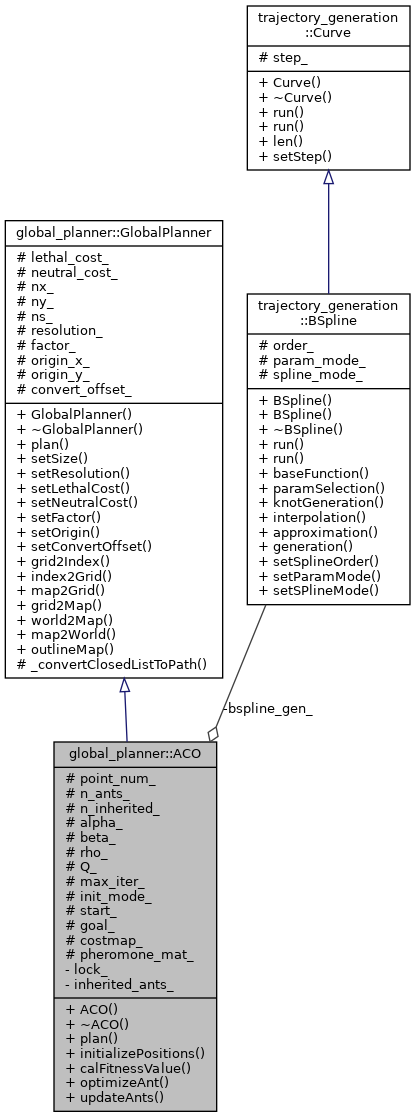 trajectory_generation
::Curve
# step_
+ Curve()
+ ~Curve()
+ run()
+ run()
+ len()
+ setStep()
global_planner::GlobalPlanner
# lethal_cost_
# neutral_cost_
# nx_
# ny_
# ns_
# resolution_
# factor_
# origin_x_
# origin_y_
# convert_offset_
+ GlobalPlanner()
+ ~GlobalPlanner()
+ plan()
+ setSize()
+ setResolution()
+ setLethalCost()
+ setNeutralCost()
+ setFactor()
+ setOrigin()
+ setConvertOffset()
+ grid2Index()
+ index2Grid()
+ map2Grid()
+ grid2Map()
+ world2Map()
+ map2World()
+ outlineMap()
# _convertClosedListToPath()
trajectory_generation
::BSpline
# order_
# param_mode_
# spline_mode_
+ BSpline()
+ BSpline()
+ ~BSpline()
+ run()
+ run()
+ baseFunction()
+ paramSelection()
+ knotGeneration()
+ interpolation()
+ approximation()
+ generation()
+ setSplineOrder()
+ setParamMode()
+ setSPlineMode()
-bspline_gen_
global_planner::ACO
# point_num_
# n_ants_
# n_inherited_
# alpha_
# beta_
# rho_
# Q_
# max_iter_
# init_mode_
# start_
# goal_
# costmap_
# pheromone_mat_
- lock_
- inherited_ants_
+ ACO()
+ ~ACO()
+ plan()
+ initializePositions()
+ calFitnessValue()
+ optimizeAnt()
+ updateAnts()